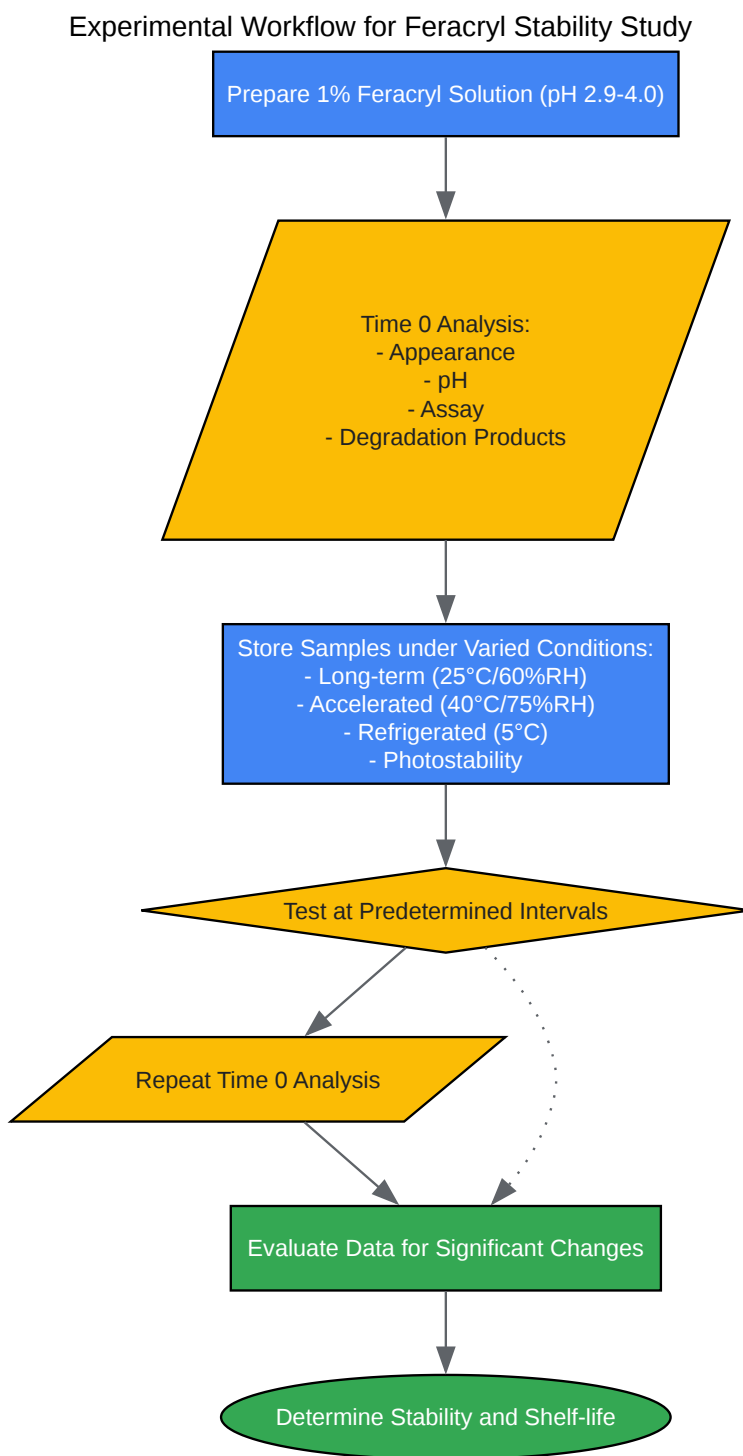 Experimental Workflow for Feracryl Stability Study
Prepare 1% Feracryl Solution (pH 2.9-4.0)
Time 0 Analysis:
- Appearance
- pH
- Assay
- Degradation Products
Store Samples under Varied Conditions:
- Long-term (25°C/60%RH)
- Accelerated (40°C/75%RH)
- Refrigerated (5°C)
- Photostability
Test at Predetermined Intervals
Repeat Time 0 Analysis
Evaluate Data for Significant Changes
Determine Stability and Shelf-life